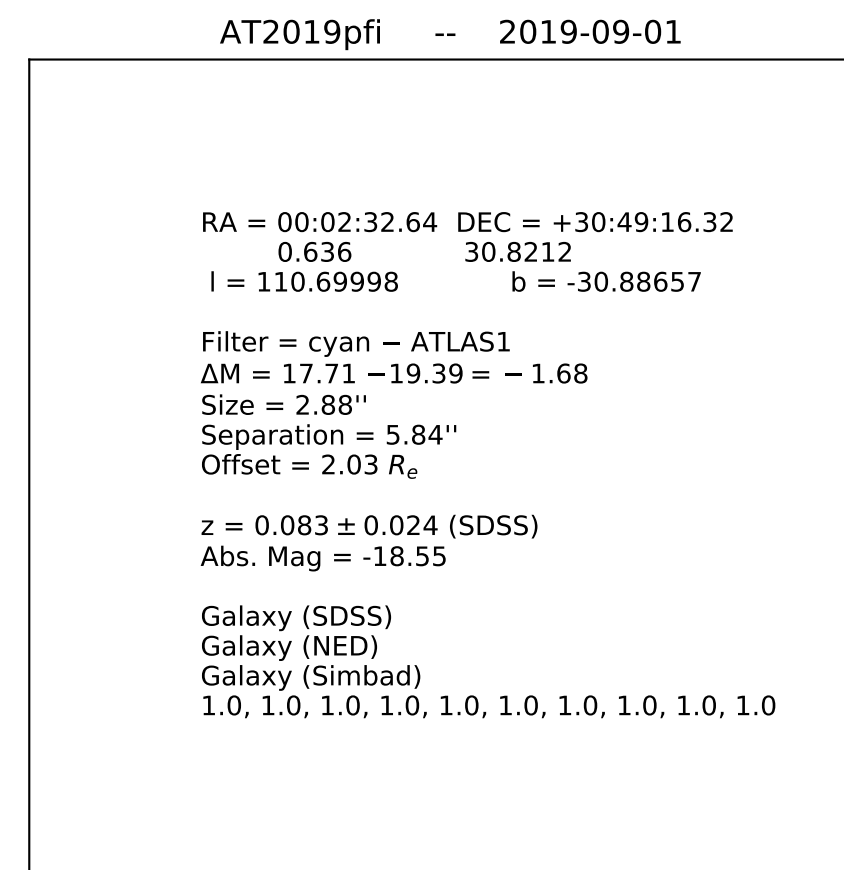 AT2019pfi -- 2019-09-01
RA = 00:02:32.64 DEC = +30:49:16.32
0.636 30.8212
l = 110.69998 b = -30.88657
Filter = cyan − ATLAS1
ΔM = 17.71 −19.39 = − 1.68
Size = 2.88''
Separation = 5.84''
Offset = 2.03 Re
z = 0.083 ± 0.024 (SDSS)
Abs. Mag = -18.55
Galaxy (SDSS)
Galaxy (NED)
Galaxy (Simbad)
1.0, 1.0, 1.0, 1.0, 1.0, 1.0, 1.0, 1.0, 1.0, 1.0